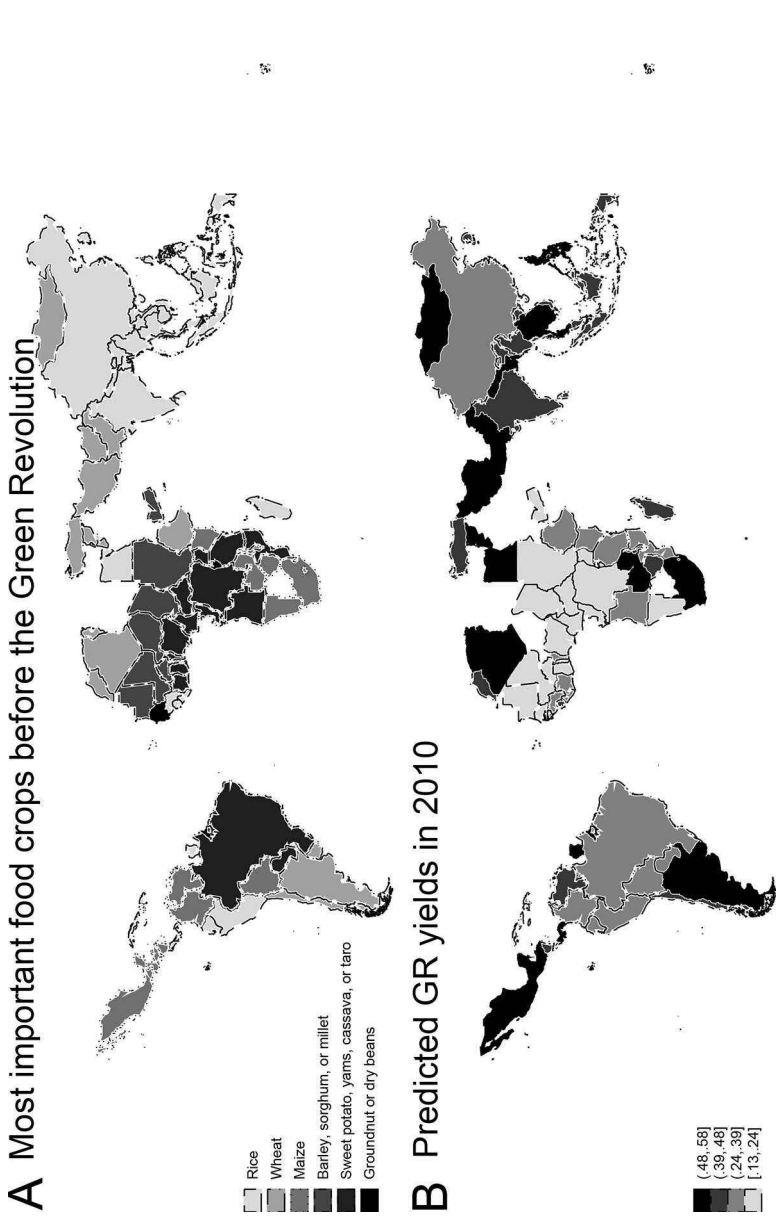 A Most important food crops before the Green Revolution
Rice
Wheat
Maize
Barley, sorghum, or millet
Sweet potato, yams, cassava, or taro
Groundnut or dry beans
B Predicted GR yields in 2010
(.48,.58]
(.39,.48]
(.24,.39]
[.13,.24]